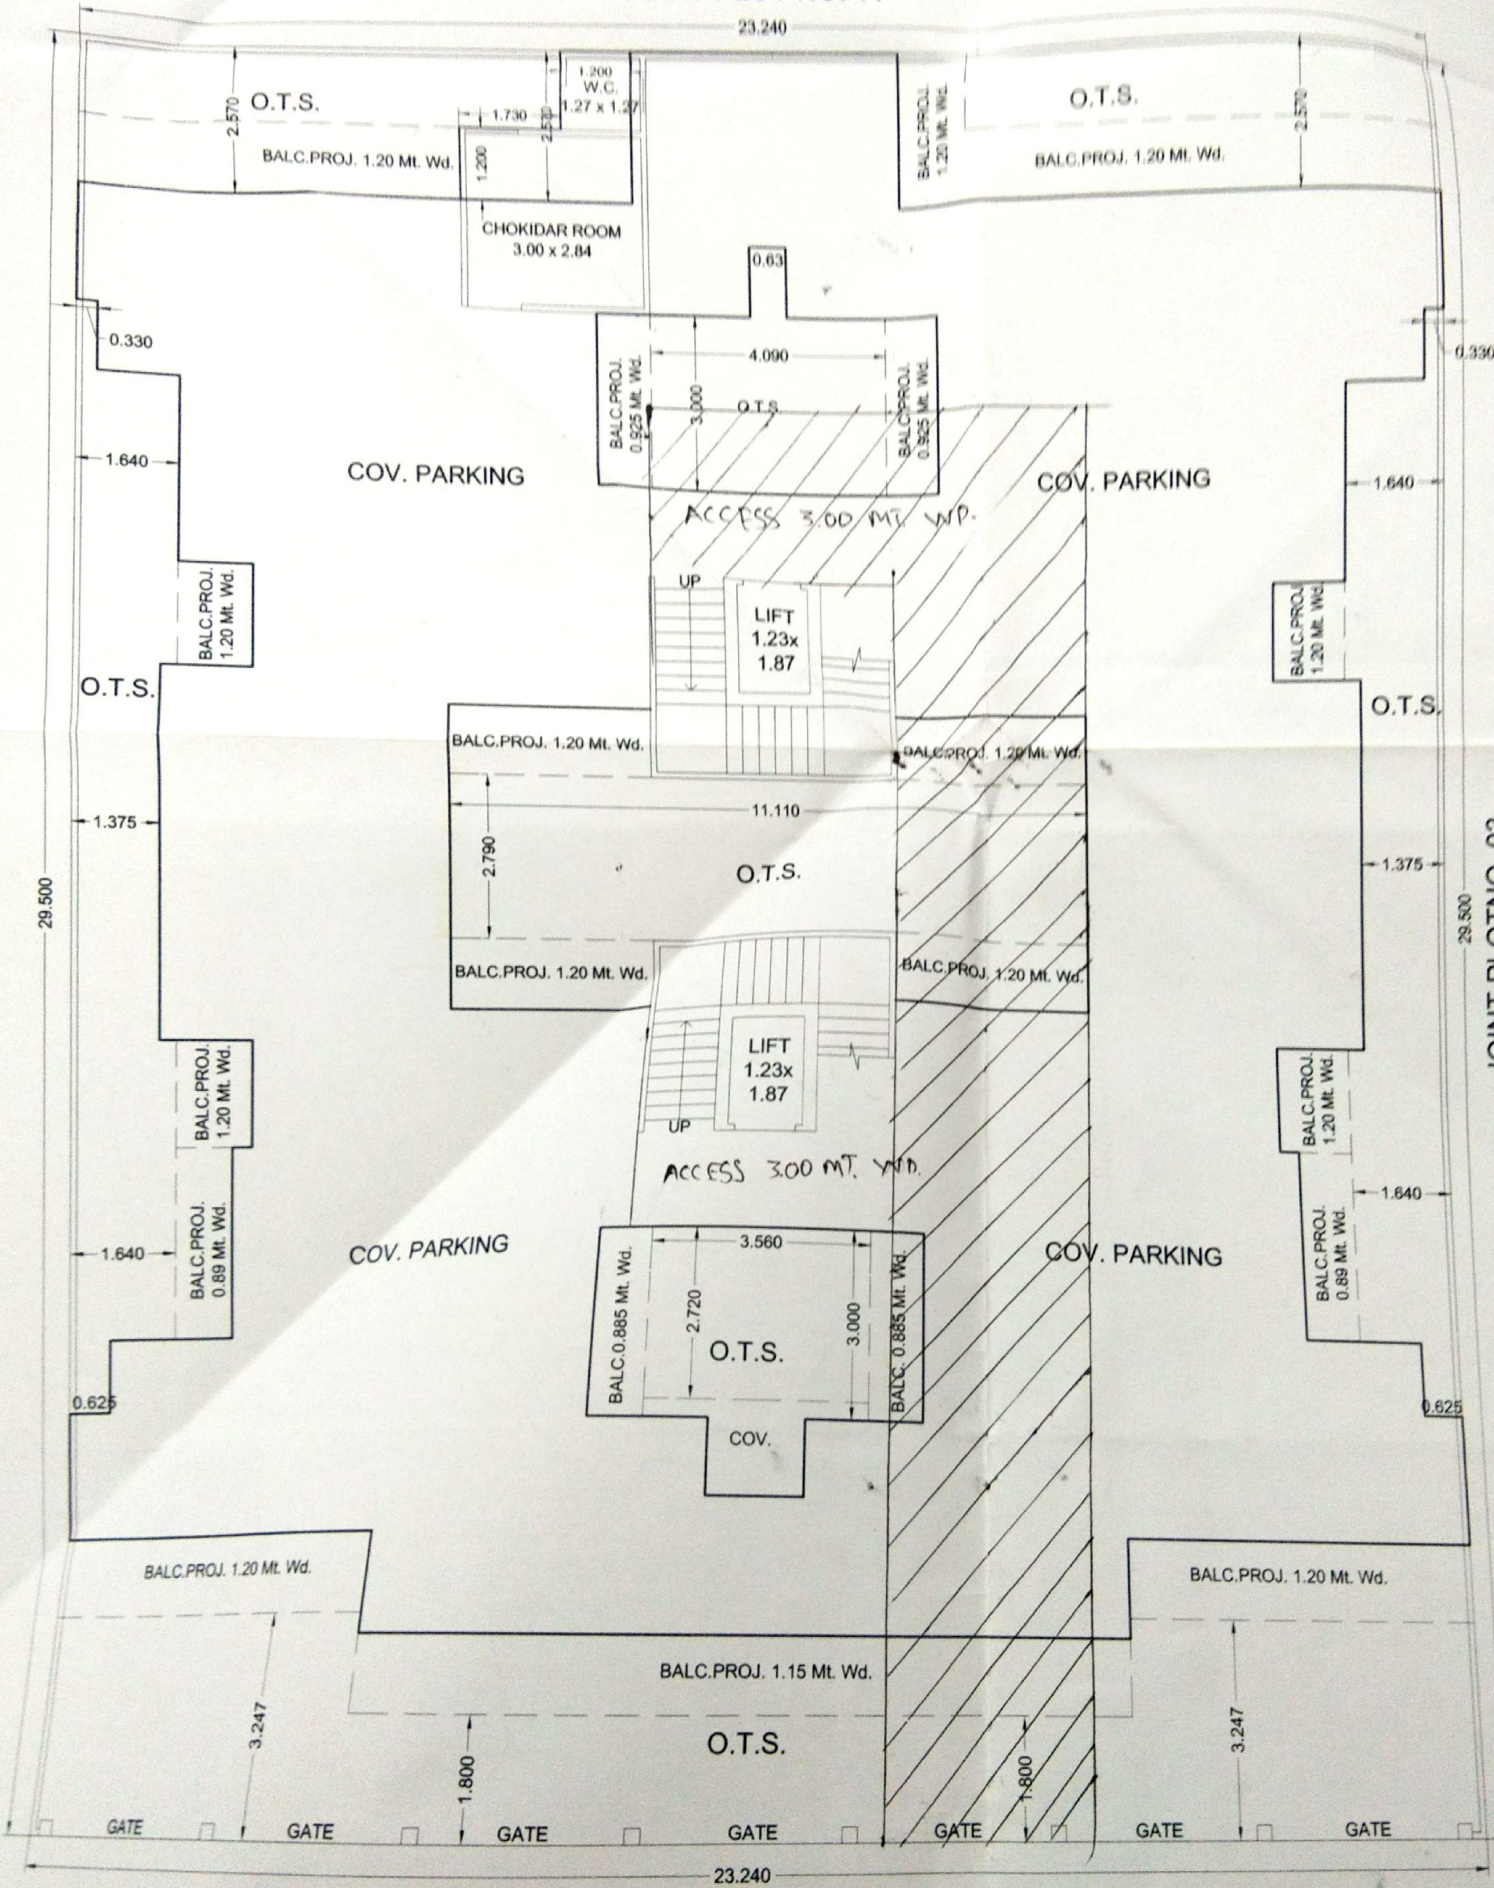 23.240
1.200
W.C.
1.27 x 1.27
O.T.S.
2.570
1.730
2.570
1.200
BALC.PROJ. 1.20 Mt. Wd.
CHOKIDAR ROOM
3.00 x 2.84
BALC.PROJ.
1.20 Mt. Wd.
O.T.S.
2.570
BALC.PROJ. 1.20 Mt. Wd.
0.63
0.330
0.330
4.090
3.000
O.T.S.
BALC.PROJ.
0.925 Mt. Wd.
BALC.PROJ.
0.925 Mt. Wd.
1.640
COV. PARKING
COV. PARKING
1.640
ACCESS 3.00 MT. WD.
UP
LIFT
1.23x
1.87
BALC.PROJ.
1.20 Mt. Wd.
BALC.PROJ.
1.20 Mt. Wd.
O.T.S.
O.T.S.
BALC.PROJ. 1.20 Mt. Wd.
BALC.PROJ. 1.20 Mt. Wd.
11.110
1.375
2.790
O.T.S.
1.375
29.500
29.500
BALC.PROJ. 1.20 Mt. Wd.
BALC.PROJ. 1.20 Mt. Wd.
LIFT
1.23x
1.87
UP
BALC.PROJ.
1.20 Mt. Wd.
BALC.PROJ.
1.20 Mt. Wd.
ACCESS 3.00 MT. WD.
1.640
BALC.PROJ.
0.89 Mt. Wd.
COV. PARKING
3.560
BALC.0.885 Mt. Wd.
2.720
3.000
O.T.S.
BALC. 0.885 Mt. Wd.
COV. PARKING
1.640
BALC.PROJ.
0.89 Mt. Wd.
0.625
0.625
COV.
BALC.PROJ. 1.20 Mt. Wd.
BALC.PROJ. 1.20 Mt. Wd.
BALC.PROJ. 1.15 Mt. Wd.
3.247
1.800
O.T.S.
1.800
3.247
GATE
GATE
GATE
GATE
GATE
GATE
GATE
23.240